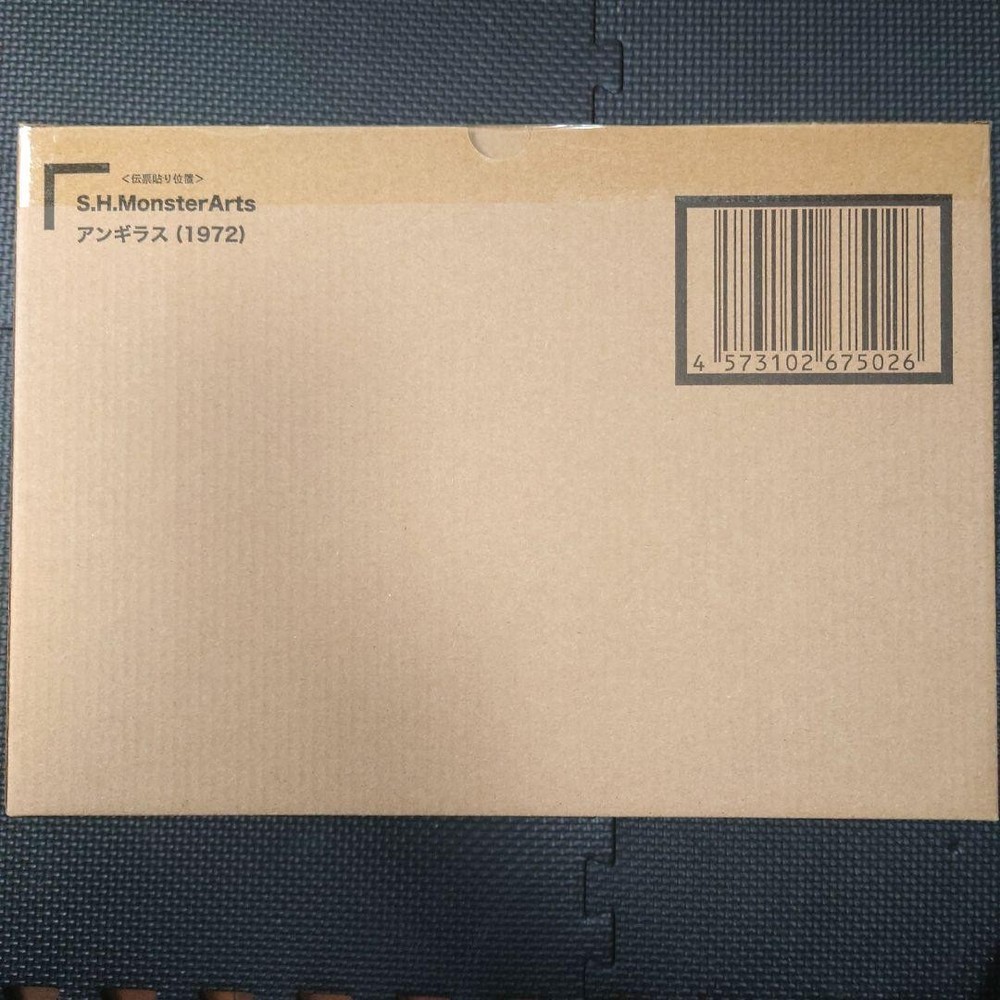 ＜伝票貼り位置＞
S.H.MonsterArts
アンギラス (1972)
4 573102 675026